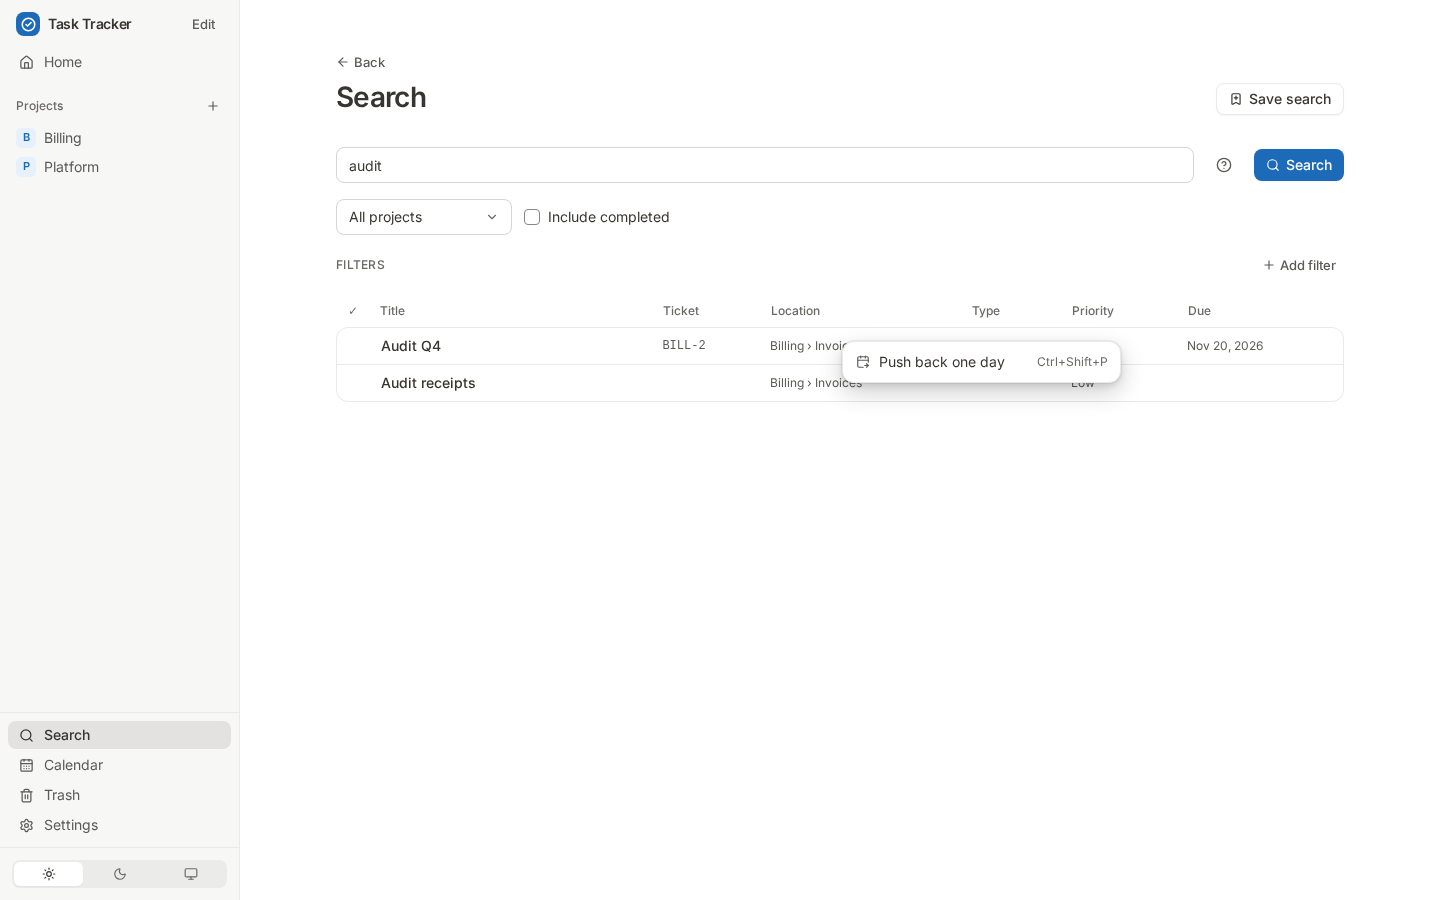 Task Tracker
Edit
Home
Projects
B Billing
P Platform
Search
Calendar
Trash
Settings
Back
Search
Save search
audit
Search
All projects
Include completed
FILTERS
Add filter
✓ Title Ticket Location Type Priority Due
Audit Q4 BILL-2 Billing › Nov 20, 2026
Push back one day Ctrl+Shift+P
Audit receipts Billing › Invoices Low